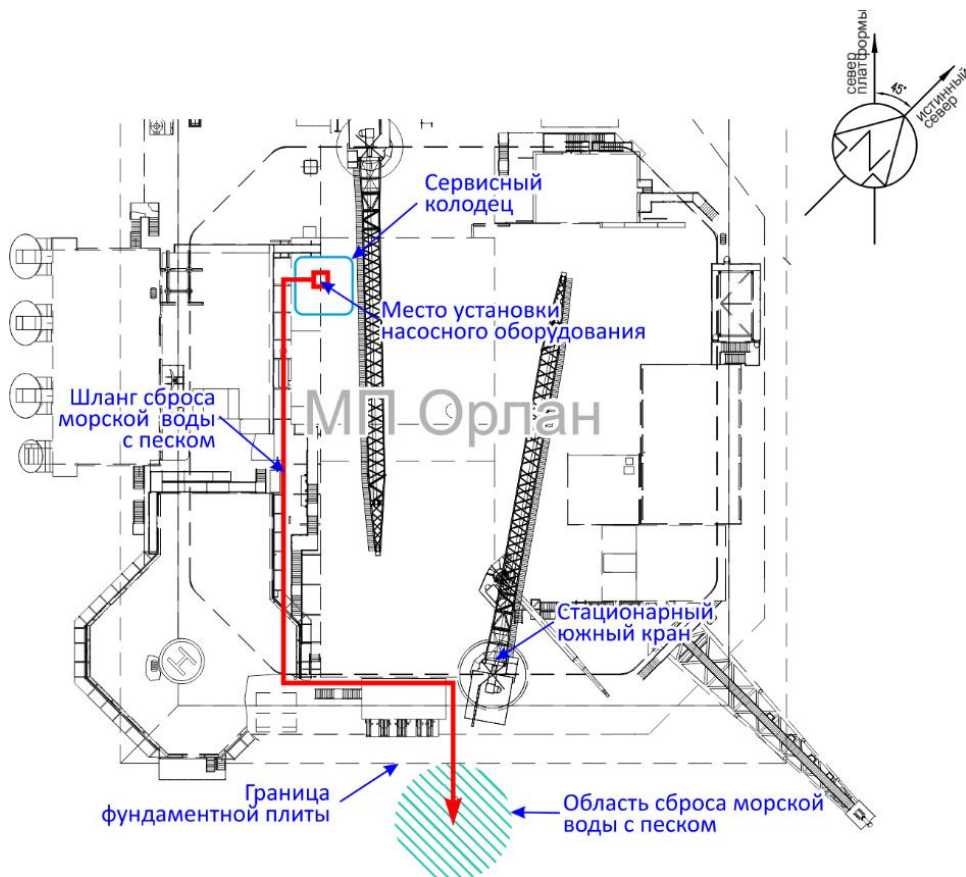 север
платформы
45°
истинный
север
Сервисный
колодец
Место установки
насосного оборудования
Шланг сброса
морской воды
с песком
МП Орлан
Стационарный
южный кран
H
Граница
фундаментной плиты
Область сброса морской
воды с песком